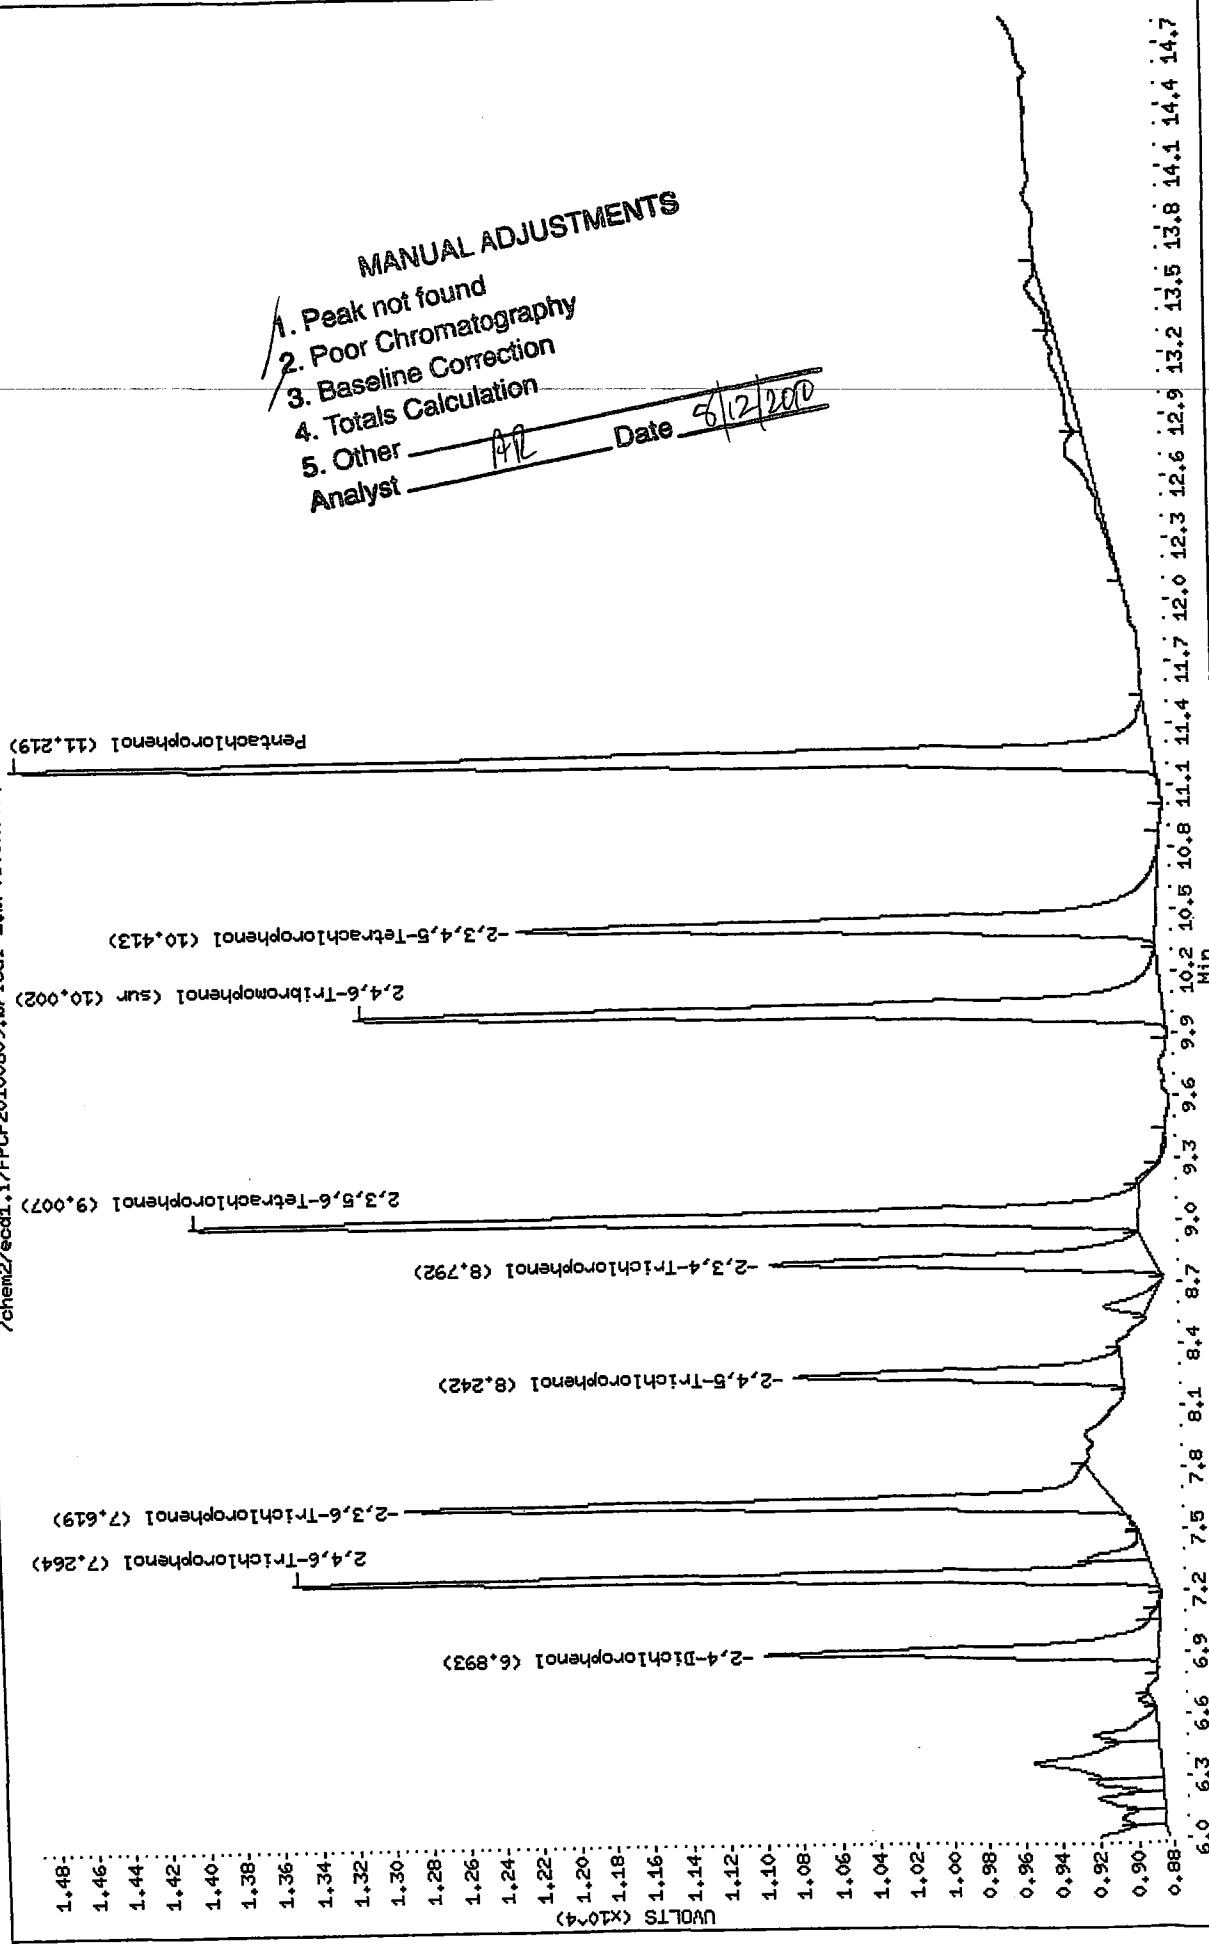 MANUAL ADJUSTMENTS
1. Peak not found
2. Poor Chromatography
3. Baseline Correction
4. Totals Calculation
5. Other
Analyst AR Date 8/12/2010
Pentachlorophenol (11.219)
-2,3,4,5-Tetrachlorophenol (10.413)
2,4,6-Tribromophenol (sur (10.002)
2,3,5,6-Tetrachlorophenol (9.007)
-2,3,4-Trichlorophenol (8.792)
-2,4,5-Trichlorophenol (8.242)
-2,3,6-Trichlorophenol (7.619)
2,4,6-Trichlorophenol (7.264)
-2,4-Dichlorophenol (6.893)
UVOLTS (x10^4)
1.48
1.46
1.44
1.42
1.40
1.38
1.36
1.34
1.32
1.30
1.28
1.26
1.24
1.22
1.20
1.18
1.16
1.14
1.12
1.10
1.08
1.06
1.04
1.02
1.00
0.98
0.96
0.94
0.92
0.90
0.88
6.0 6.3 6.6 6.9 7.2 7.5 7.8 8.1 8.4 8.7 9.0 9.3 9.6 9.9 10.2 10.5 10.8 11.1 11.4 11.7 12.0 12.3 12.6 12.9 13.2 13.5 13.8 14.1 14.4 14.7
Min